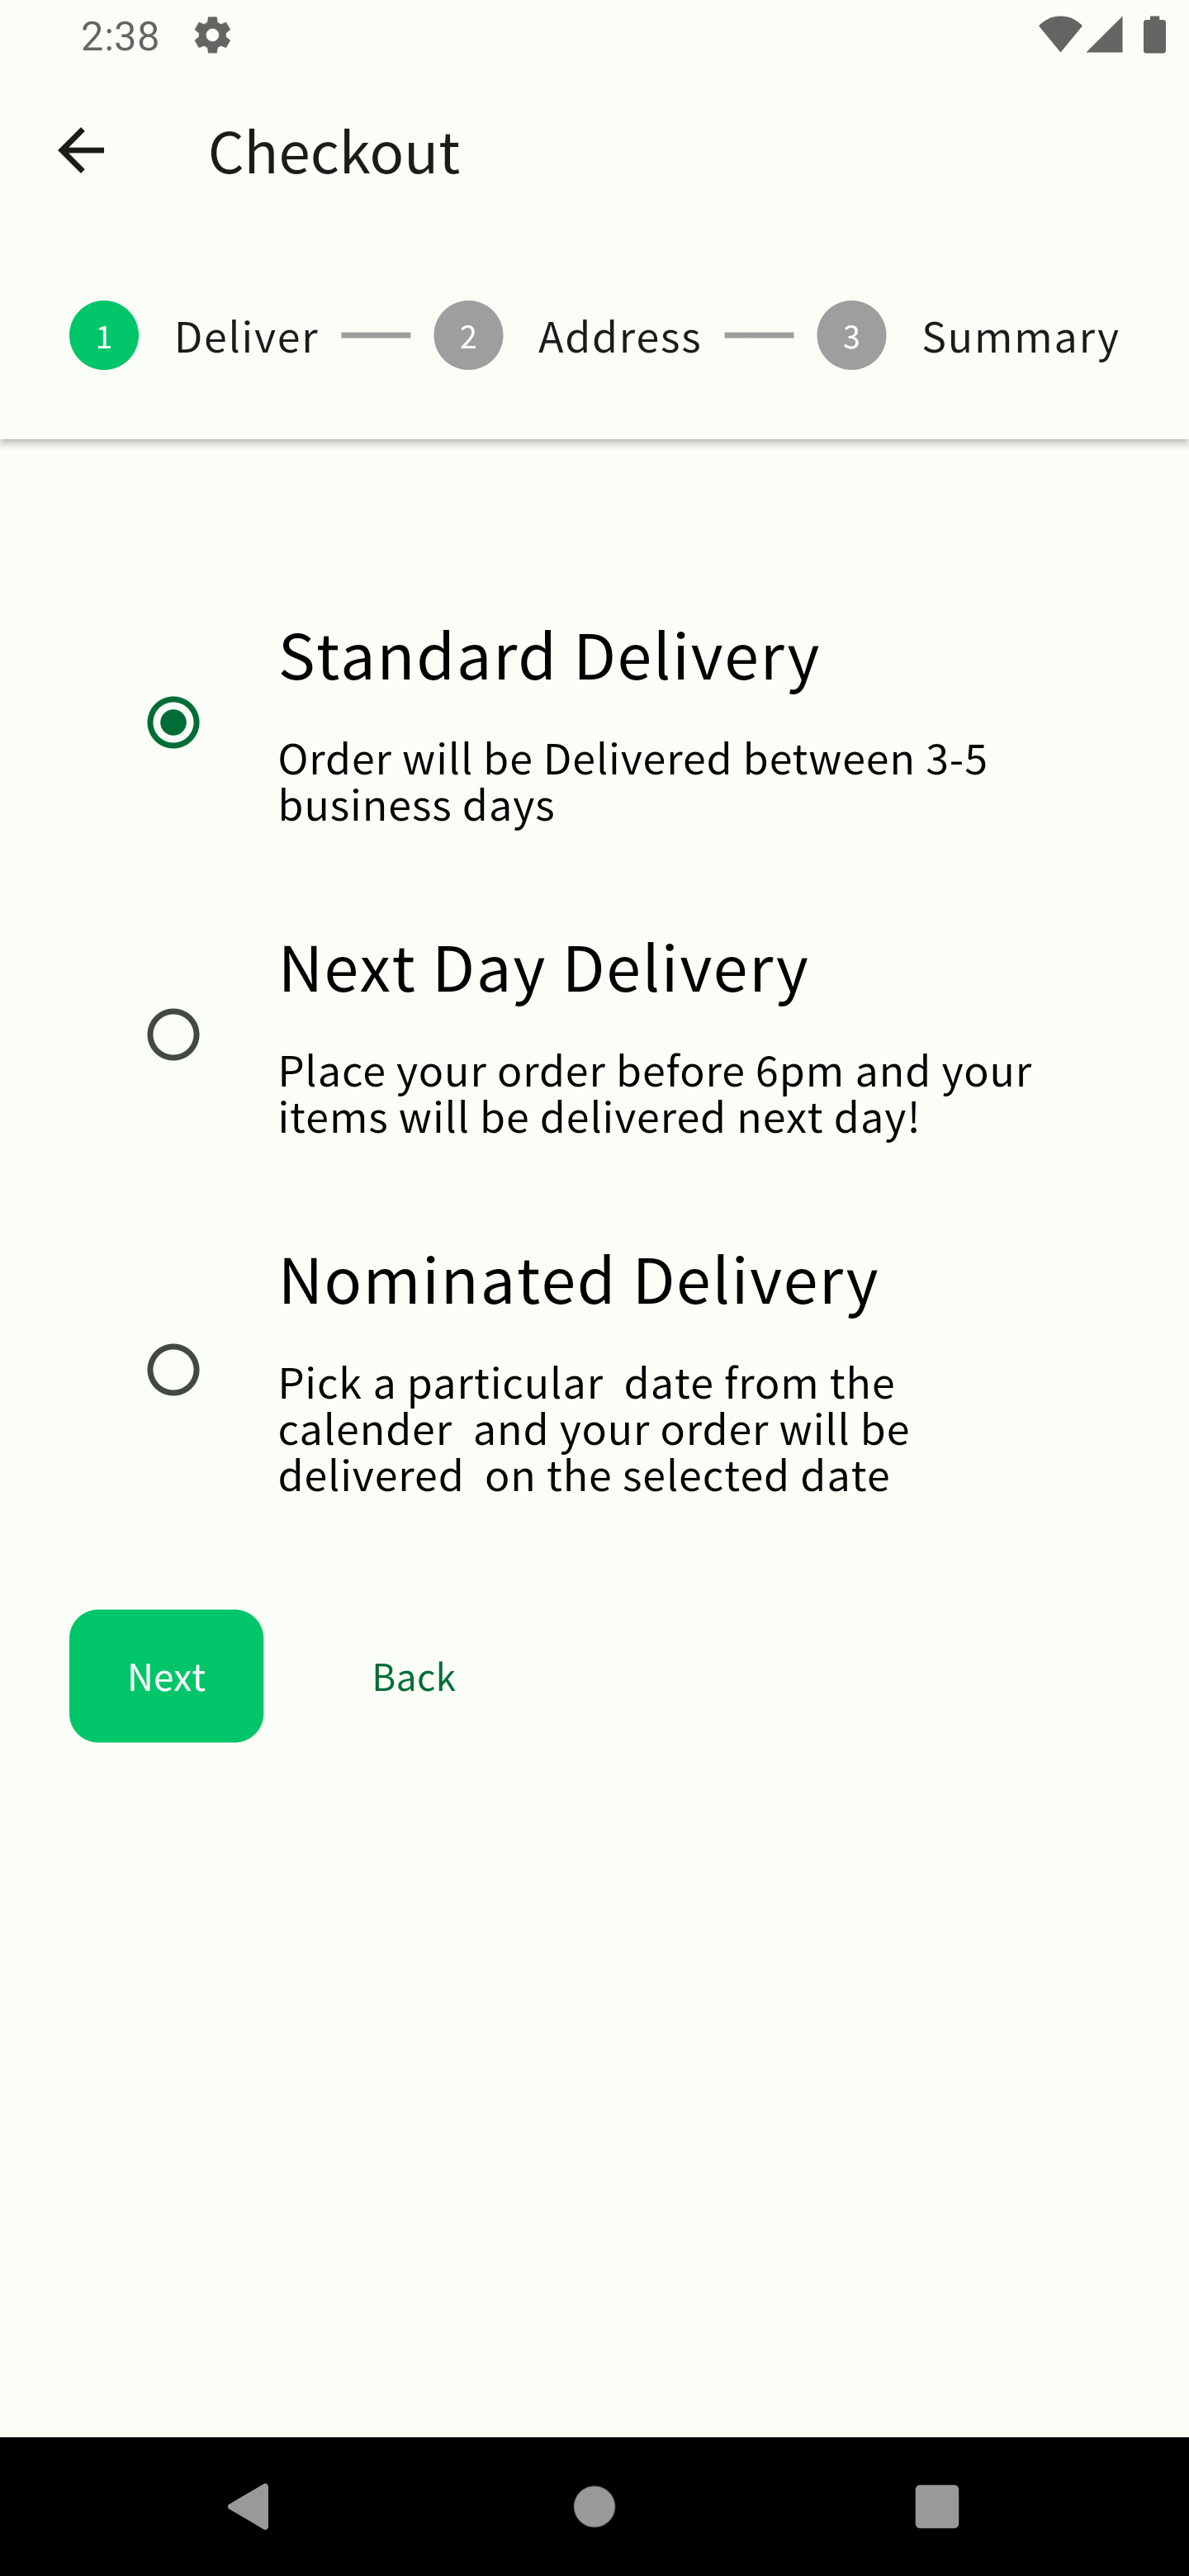 2:38
Checkout
1 Deliver 2 Address 3 Summary
Standard Delivery
Order will be Delivered between 3-5
business days
Next Day Delivery
Place your order before 6pm and your
items will be delivered next day!
Nominated Delivery
Pick a particular  date from the
calender  and your order will be
delivered  on the selected date
Next Back